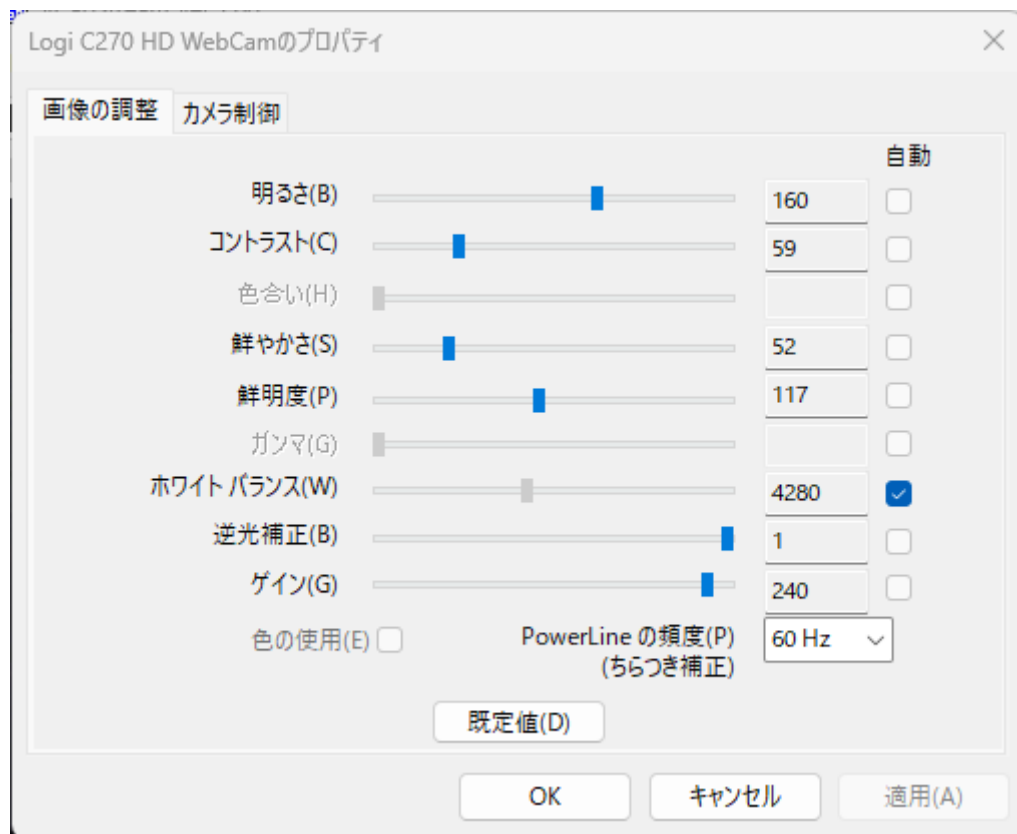 Logi C270 HD WebCamのプロパティ
画像の調整 カメラ制御
自動
明るさ(B) 160
コントラスト(C) 59
色合い(H)
鮮やかさ(S) 52
鮮明度(P) 117
ガンマ(G)
ホワイト バランス(W) 4280
逆光補正(B) 1
ゲイン(G) 240
色の使用(E) PowerLine の頻度(P) 60 Hz
(ちらつき補正)
既定値(D)
OK キャンセル 適用(A)